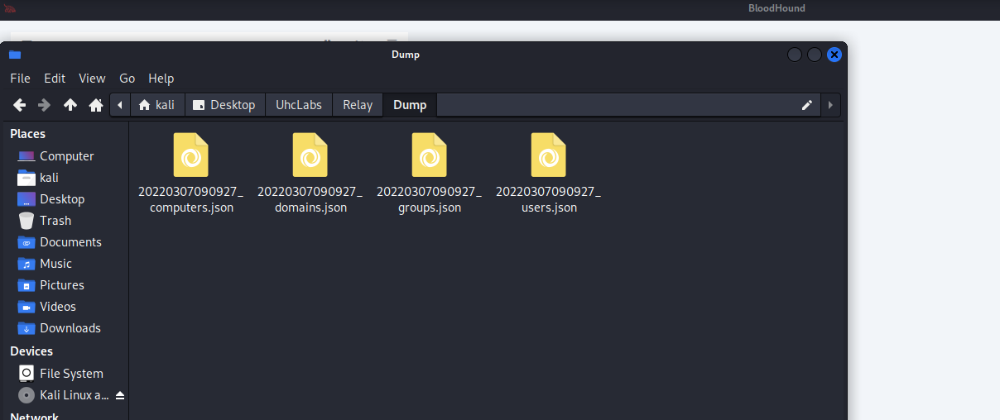 BloodHound
Dump
File Edit View Go Help
kali Desktop UhcLabs Relay Dump
Places
Computer
kali
Desktop
Trash
Documents
Music
Pictures
Videos
Downloads
Devices
File System
Kali Linux a...
Network
20220307090927_ 20220307090927_ 20220307090927_ 20220307090927_
computers.json domains.json groups.json users.json